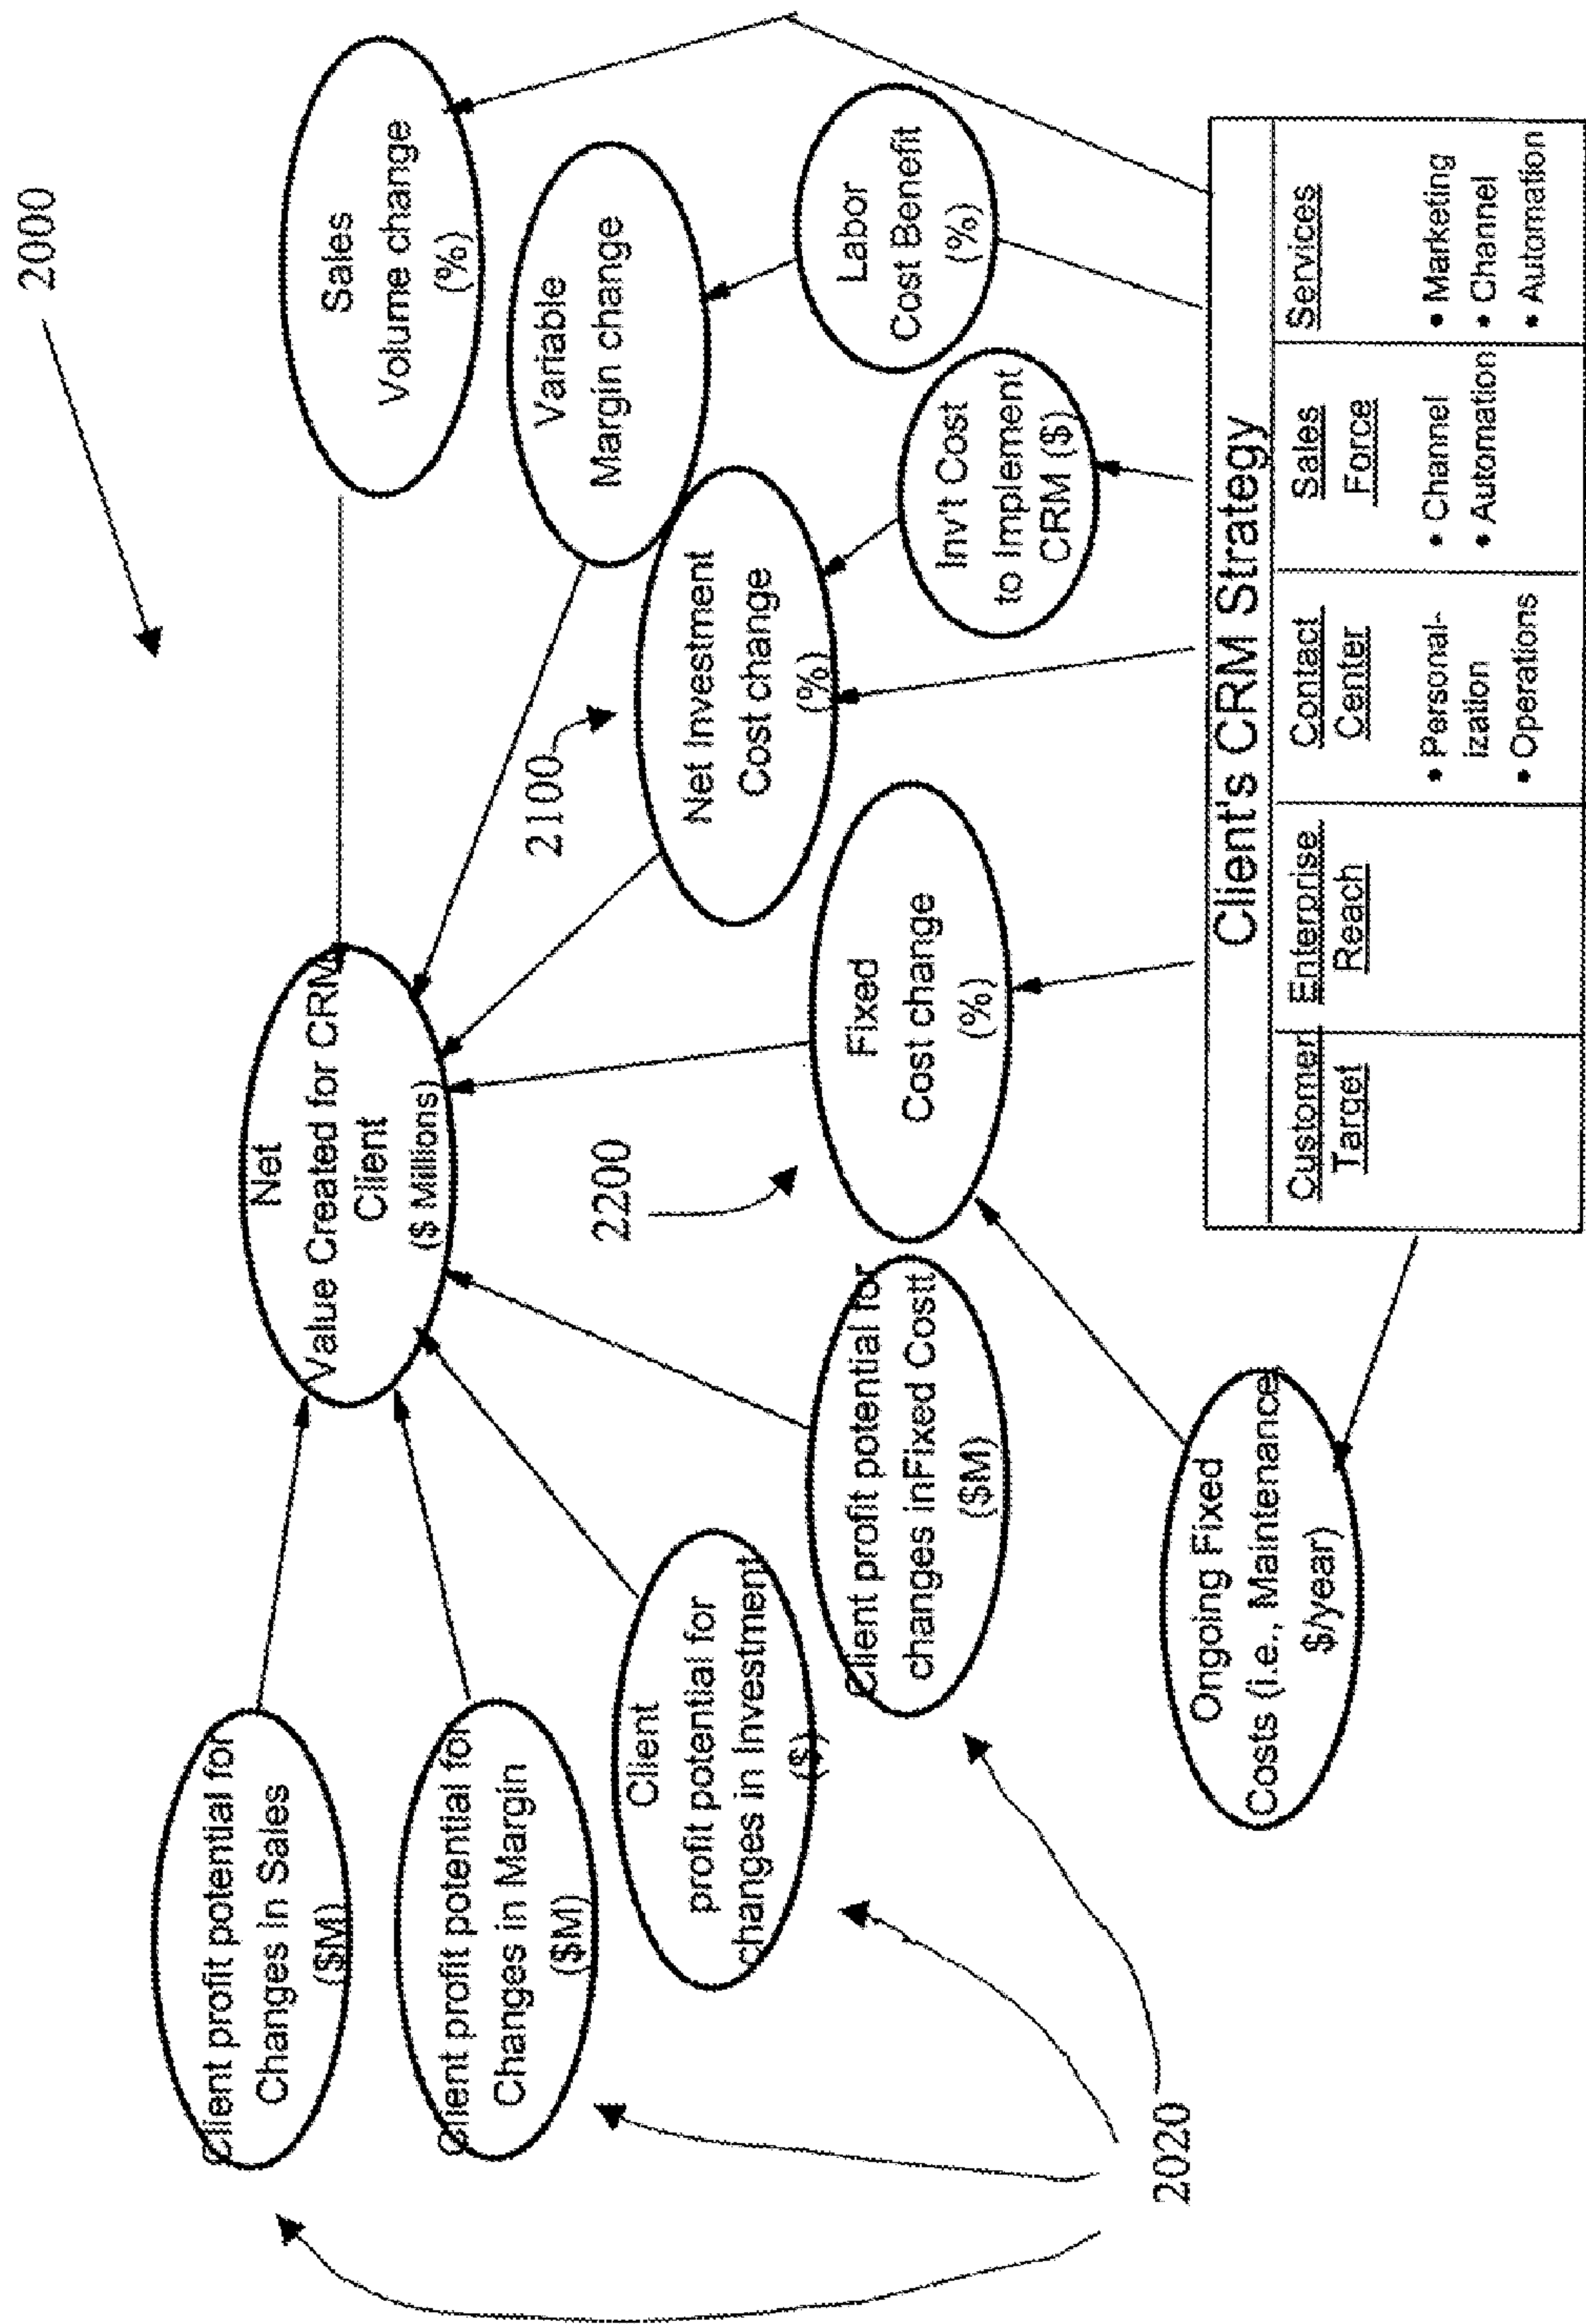 2000
Net
Value Created for CRM
Client
($ Millions)
Sales
Volume change
(%)
Variable
Margin change
Labor
Cost Benefit
(%)
2100
Net Investment
Cost change
(%)
Inv't Cost
to Implement
CRM ($)
2200
Fixed
Cost change
(%)
Client profit potential for
Changes in Sales
($M)
Client profit potential for
Changes in Margin
($M)
Client
profit potential for
changes in Investment
($)
Client profit potential for
changes inFixed Costt
($M)
Ongoing Fixed
Costs (i.e., Maintenance,
$/year)
2020
Client's CRM Strategy
Customer
Target
Enterprise
Reach
Contact
Center
• Personal-
ization
• Operations
Sales
Force
• Channel
• Automation
Services
• Marketing
• Channel
• Automation